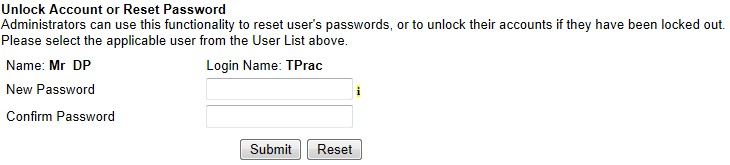 Unlock Account or Reset Password
Administrators can use this functionality to reset user's passwords, or to unlock their accounts if they have been locked out.
Please select the applicable user from the User List above.
Name: Mr DP Login Name: TPrac
New Password i
Confirm Password
Submit Reset